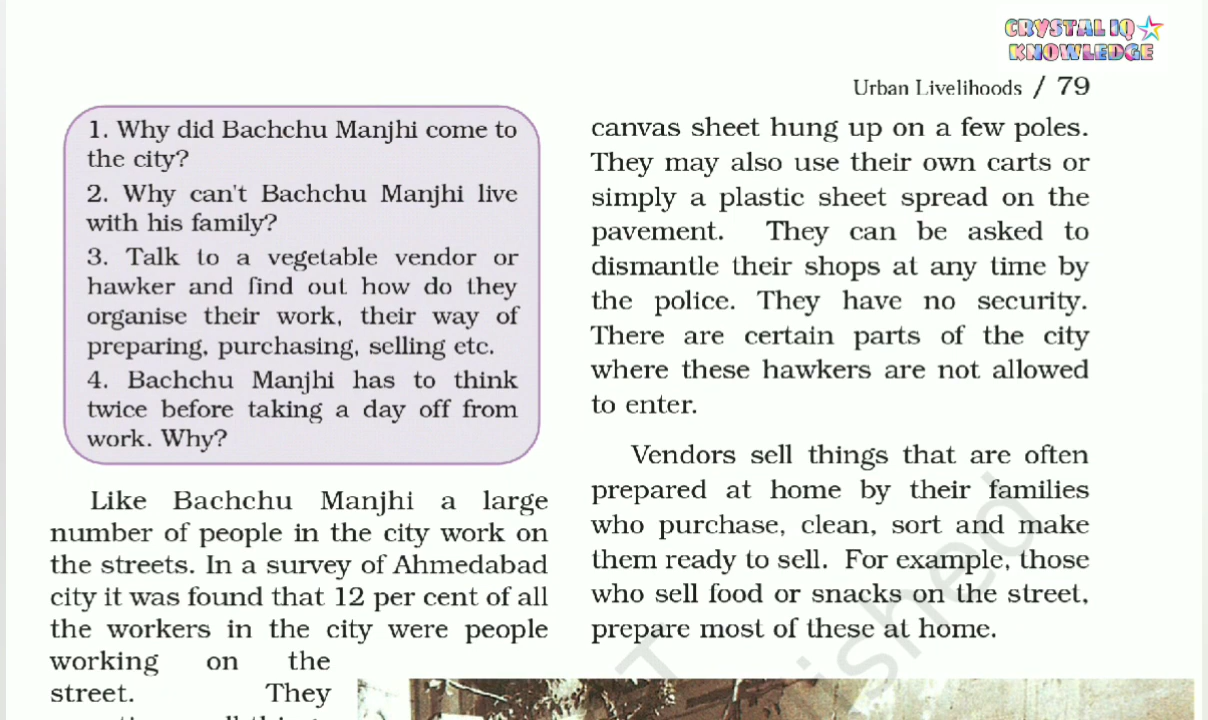 CRYSTAL IQ
KNOWLEDGE
Urban Livelihoods / 79
1. Why did Bachchu Manjhi come to
the city?
2. Why can't Bachchu Manjhi live
with his family?
3. Talk to a vegetable vendor or
hawker and find out how do they
organise their work, their way of
preparing, purchasing, selling etc.
4. Bachchu Manjhi has to think
twice before taking a day off from
work. Why?
Like Bachchu Manjhi a large
number of people in the city work on
the streets. In a survey of Ahmedabad
city it was found that 12 per cent of all
the workers in the city were people
working on the
street. They
canvas sheet hung up on a few poles.
They may also use their own carts or
simply a plastic sheet spread on the
pavement. They can be asked to
dismantle their shops at any time by
the police. They have no security.
There are certain parts of the city
where these hawkers are not allowed
to enter.
Vendors sell things that are often
prepared at home by their families
who purchase, clean, sort and make
them ready to sell. For example, those
who sell food or snacks on the street,
prepare most of these at home.